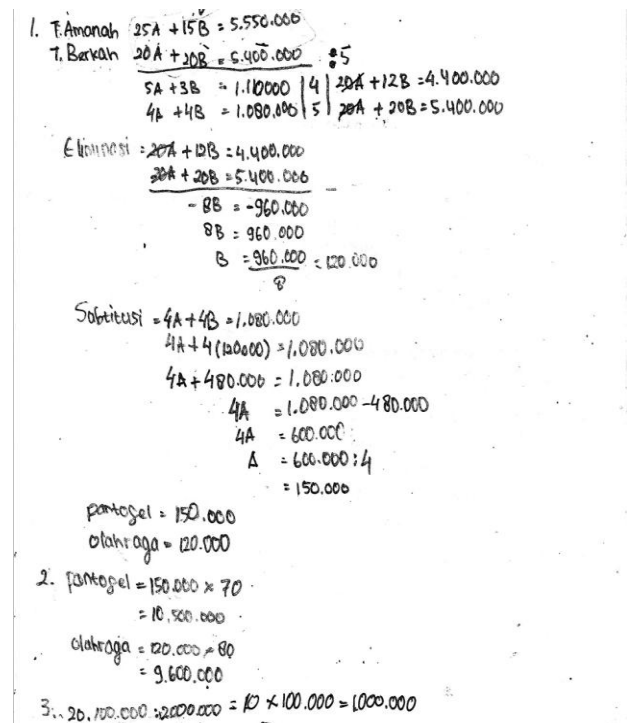 1. T. Amanah 25A + 15B = 5.550.000
T. Berkah 20A + 20B = 5.400.000 :5
5A + 3B = 1.110000 | 4 | 20A + 12B = 4.400.000
4A + 4B = 1.080.000 | 5 | 20A + 20B = 5.400.000
Eliminasi = 20A + 12B = 4.400.000
20A + 20B = 5.400.000 -
- 8B = -960.000
8B = 960.000
B = 960.000 = 120.000
8
Sobtitusi = 4A + 4B = 1.080.000
4A + 4(120000) = 1.080.000
4A + 480.000 = 1.080.000
4A = 1.080.000 - 480.000
4A = 600.000
A = 600.000 : 4
= 150.000
pantofel = 150.000
olahraga = 120.000
2. Pantofel = 150.000 × 70
= 10.500.000
olahraga = 120.000 × 80
= 9.600.000
3. 20.100.000 : 2000.000 = 10 × 100.000 = 1.000.000